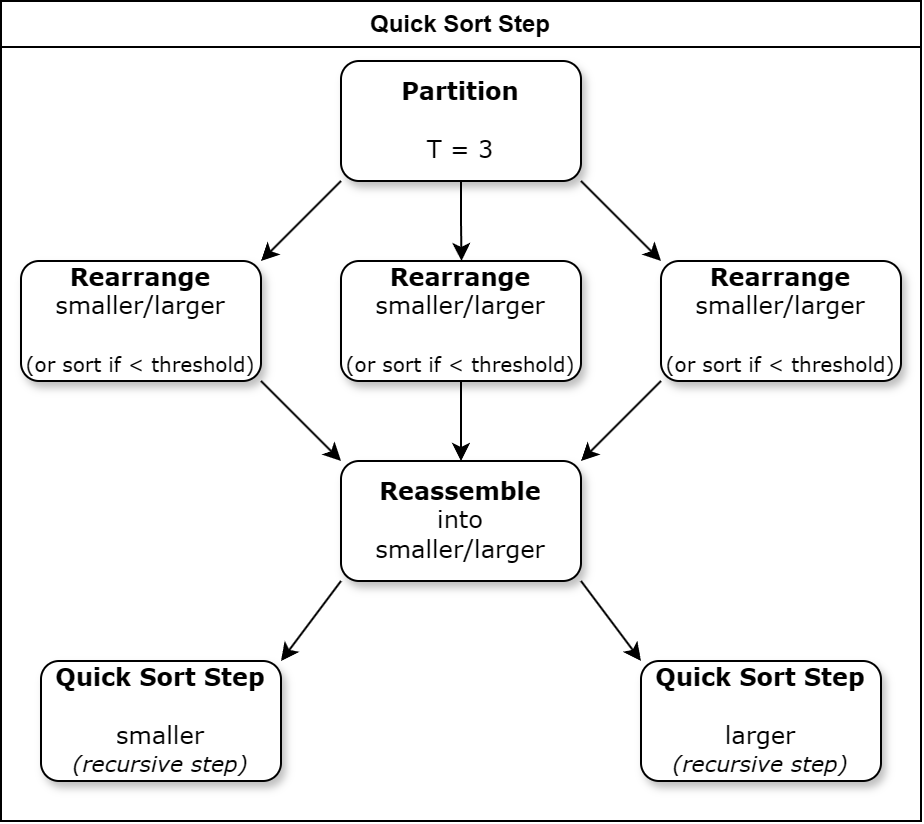 Quick Sort Step
Partition
T = 3
Rearrange
smaller/larger
(or sort if < threshold)
Rearrange
smaller/larger
(or sort if < threshold)
Rearrange
smaller/larger
(or sort if < threshold)
Reassemble
into
smaller/larger
Quick Sort Step
smaller
(recursive step)
Quick Sort Step
larger
(recursive step)